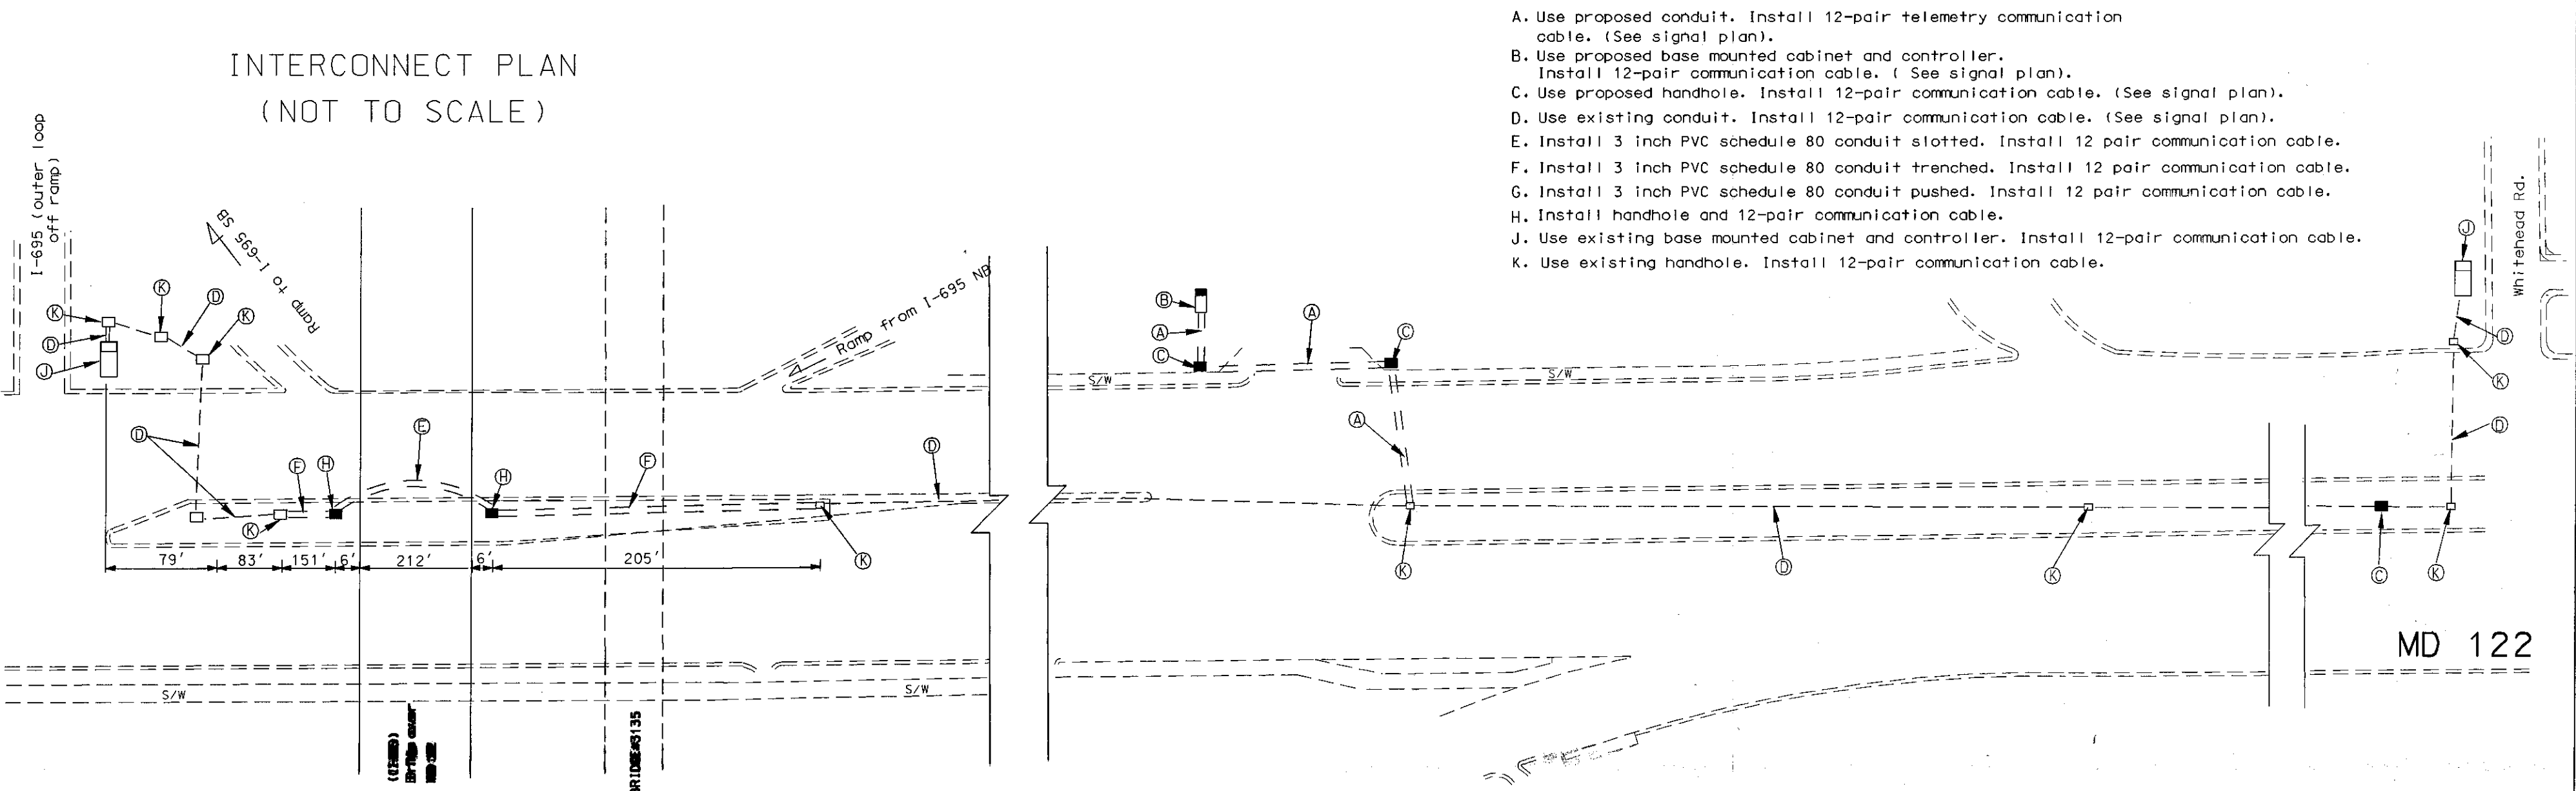 INTERCONNECT PLAN
(NOT TO SCALE)
A. Use proposed conduit. Install 12-pair telemetry communication
cable. (See signal plan).
B. Use proposed base mounted cabinet and controller.
Install 12-pair communication cable. ( See signal plan).
C. Use proposed handhole. Install 12-pair communication cable. (See signal plan).
D. Use existing conduit. Install 12-pair communication cable. (See signal plan).
E. Install 3 inch PVC schedule 80 conduit slotted. Install 12 pair communication cable.
F. Install 3 inch PVC schedule 80 conduit trenched. Install 12 pair communication cable.
G. Install 3 inch PVC schedule 80 conduit pushed. Install 12 pair communication cable.
H. Install handhole and 12-pair communication cable.
J. Use existing base mounted cabinet and controller. Install 12-pair communication cable.
K. Use existing handhole. Install 12-pair communication cable.
I-695 (outer loop
off ramp)
Ramp to I-695 SB
Ramp from I-695 NB
Whitehead Rd.
K
D
K
K
D
J
B
A
C
A
C
J
D
K
S/W
S/W
D
F
H
E
H
F
D
A
D
K
K
K
K
D
K
C
K
79' 83' 151' 6' 212' 6' 205'
MD 122
S/W
S/W